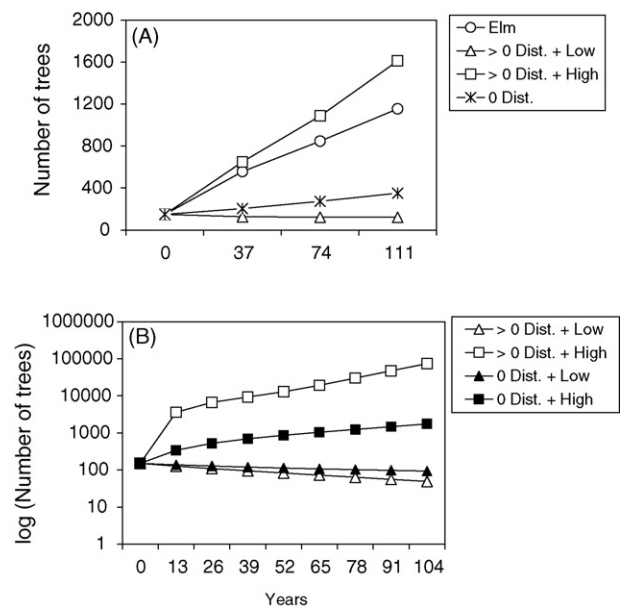 (A)
Number of trees
2000
1600
1200
800
400
0
0 37 74 111
Elm
> 0 Dist. + Low
> 0 Dist. + High
0 Dist.
(B)
log (Number of trees)
1000000
100000
10000
1000
100
10
1
0 13 26 39 52 65 78 91 104
Years
> 0 Dist. + Low
> 0 Dist. + High
0 Dist. + Low
0 Dist. + High